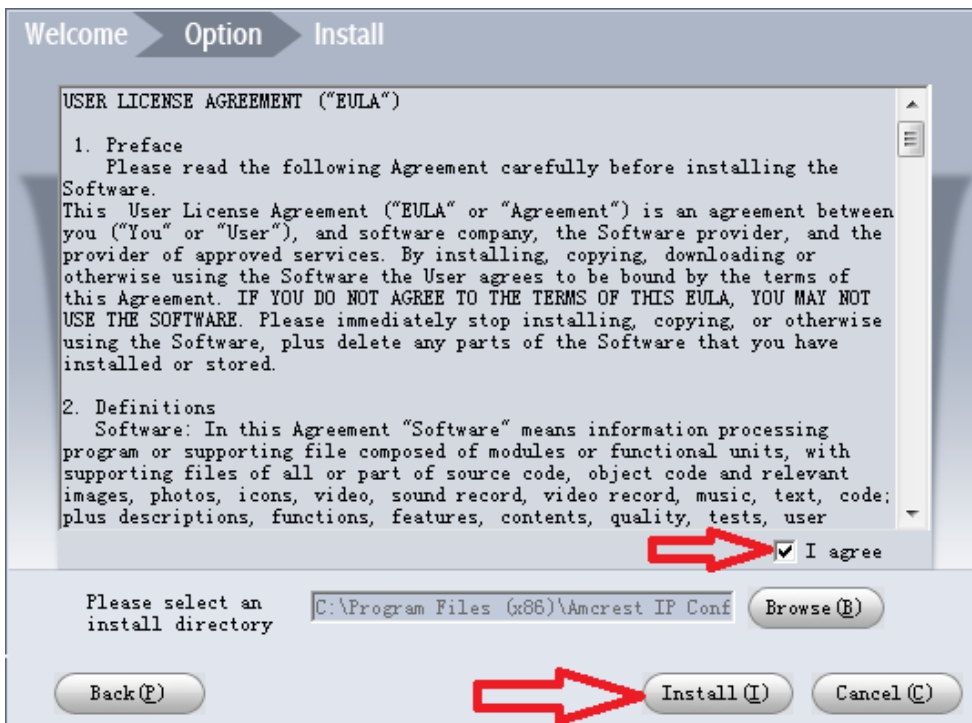 Welcome Option Install
USER LICENSE AGREEMENT ("EULA")
1. Preface
Please read the following Agreement carefully before installing the
Software.
This User License Agreement ("EULA" or "Agreement") is an agreement between
you ("You" or "User"), and software company, the Software provider, and the
provider of approved services. By installing, copying, downloading or
otherwise using the Software the User agrees to be bound by the terms of
this Agreement. IF YOU DO NOT AGREE TO THE TERMS OF THIS EULA, YOU MAY NOT
USE THE SOFTWARE. Please immediately stop installing, copying, or otherwise
using the Software, plus delete any parts of the Software that you have
installed or stored.
2. Definitions
Software: In this Agreement "Software" means information processing
program or supporting file composed of modules or functional units, with
supporting files of all or part of source code, object code and relevant
images, photos, icons, video, sound record, video record, music, text, code;
plus descriptions, functions, features, contents, quality, tests, user
I agree
Please select an
install directory
C:\Program Files (x86)\Amcrest IP Conf
Browse(B)
Back(P)
Install(I)
Cancel(C)